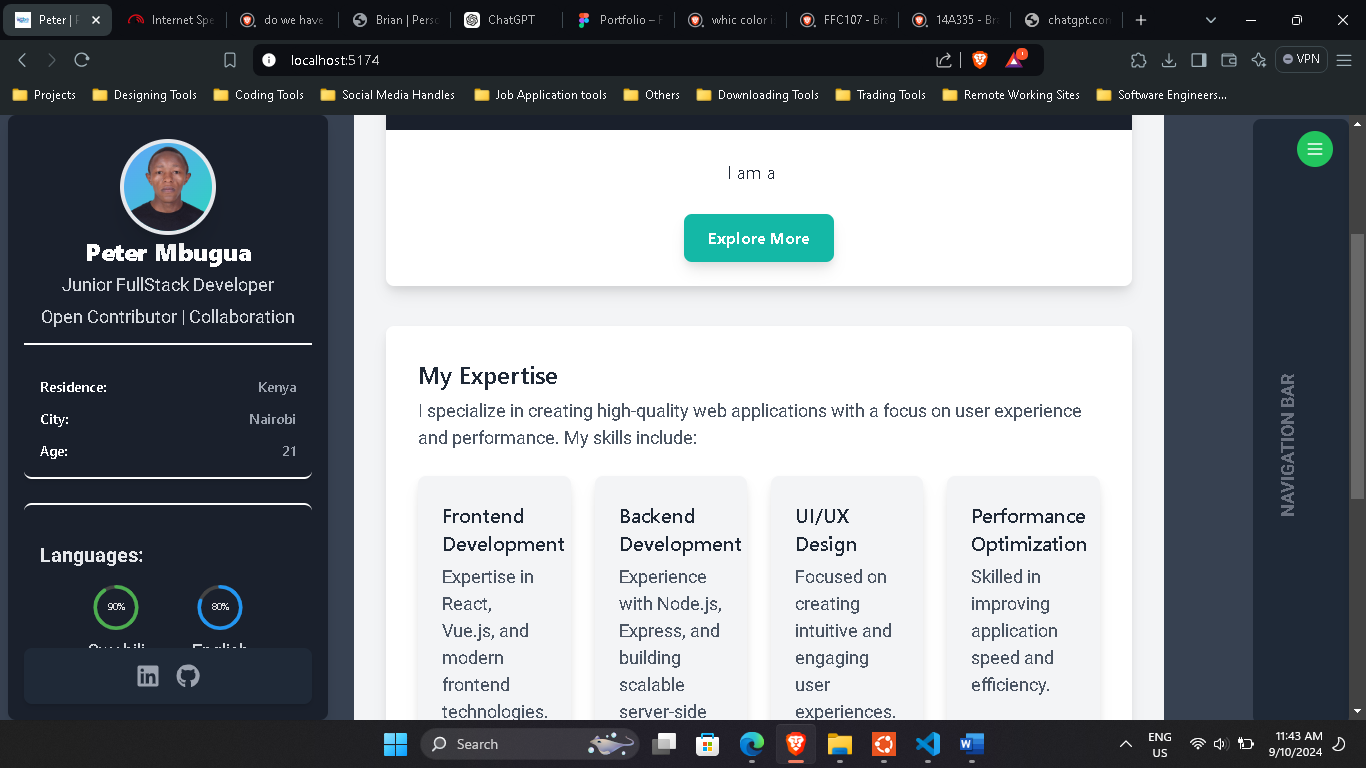 Peter | P
Internet Spe
do we have
Brian | Perso
ChatGPT
Portfolio – F
whic color i
FFC107 - Bra
14A335 - Bra
chatgpt.con
localhost:5174
VPN
Projects
Designing Tools
Coding Tools
Social Media Handles
Job Application tools
Others
Downloading Tools
Trading Tools
Remote Working Sites
Software Engineers...
Peter Mbugua
Junior FullStack Developer
Open Contributor | Collaboration
Residence: Kenya
City: Nairobi
Age: 21
Languages:
90%
80%
I am a
Explore More
My Expertise
I specialize in creating high-quality web applications with a focus on user experience
and performance. My skills include:
Frontend
Development
Expertise in
React,
Vue.js, and
modern
frontend
technologies.
Backend
Development
Experience
with Node.js,
Express, and
building
scalable
server-side
UI/UX
Design
Focused on
creating
intuitive and
engaging
user
experiences.
Performance
Optimization
Skilled in
improving
application
speed and
efficiency.
NAVIGATION BAR
Search
ENG
US
11:43 AM
9/10/2024